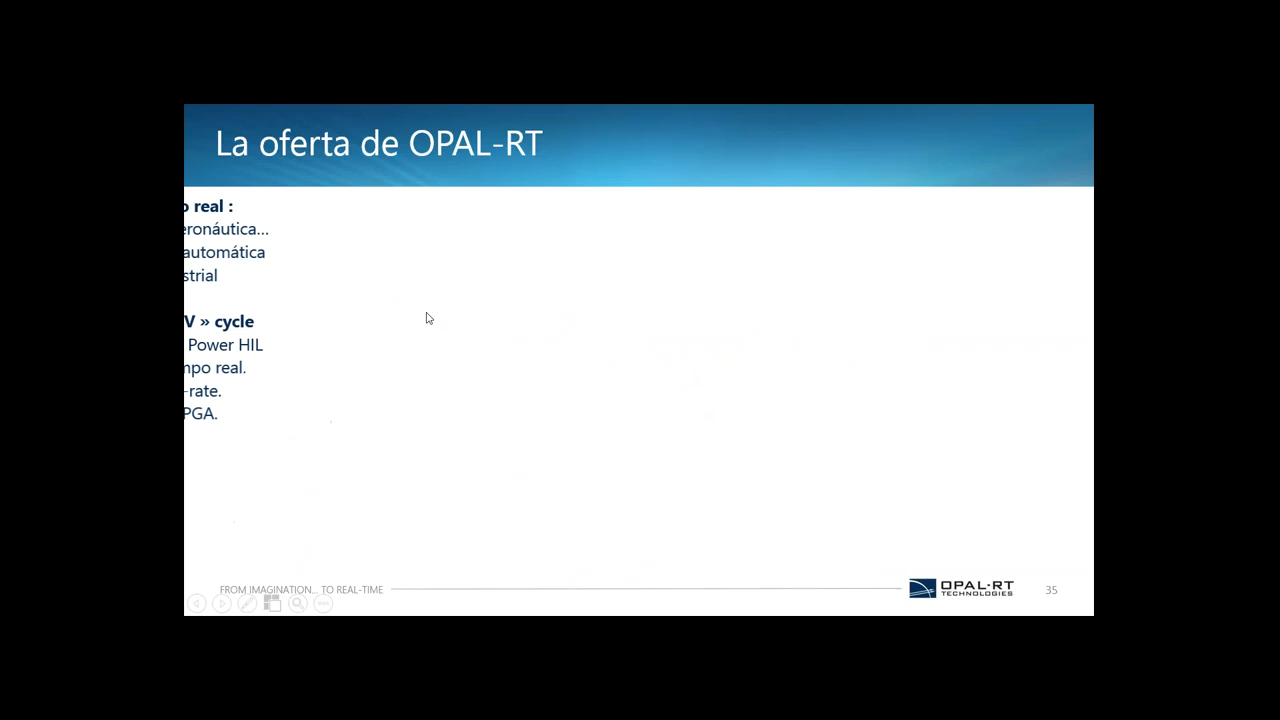 La oferta de OPAL-RT
o real :
eronáutica...
automática
strial
V » cycle
Power HIL
mpo real.
-rate.
PGA.
FROM IMAGINATION... TO REAL-TIME
OPAL-RT
TECHNOLOGIES
35